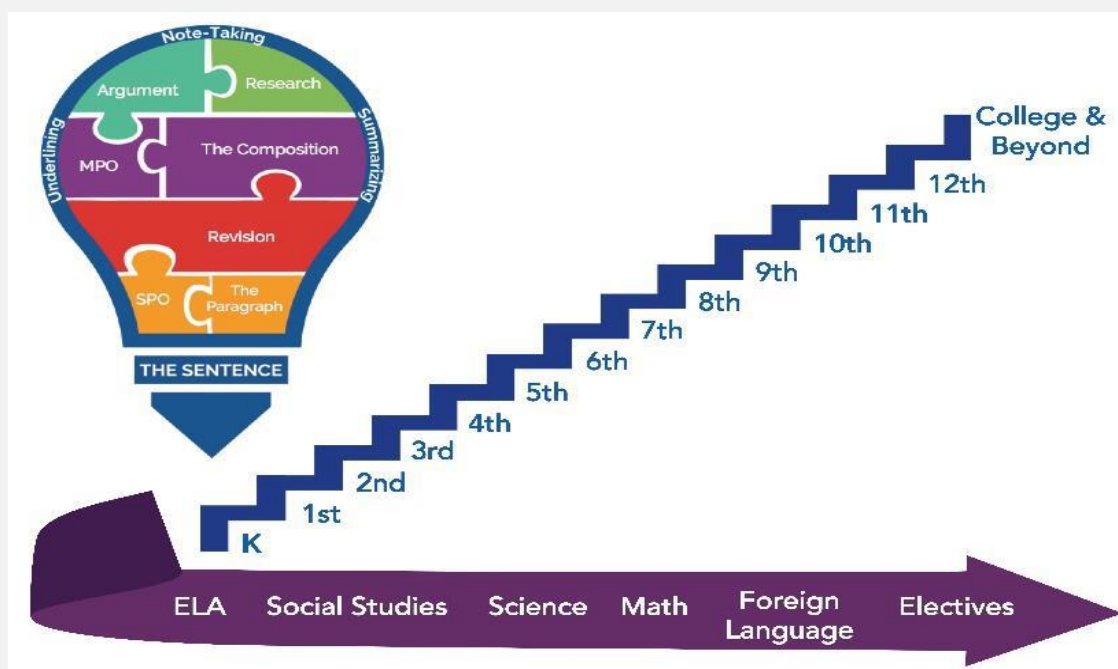 Note-Taking
Underlining
Summarizing
Argument
Research
MPO
The Composition
Revision
SPO
The
Paragraph
THE SENTENCE
College &
Beyond
12th
11th
10th
9th
8th
7th
6th
5th
4th
3rd
2nd
1st
K
ELA
Social Studies
Science
Math
Foreign
Language
Electives